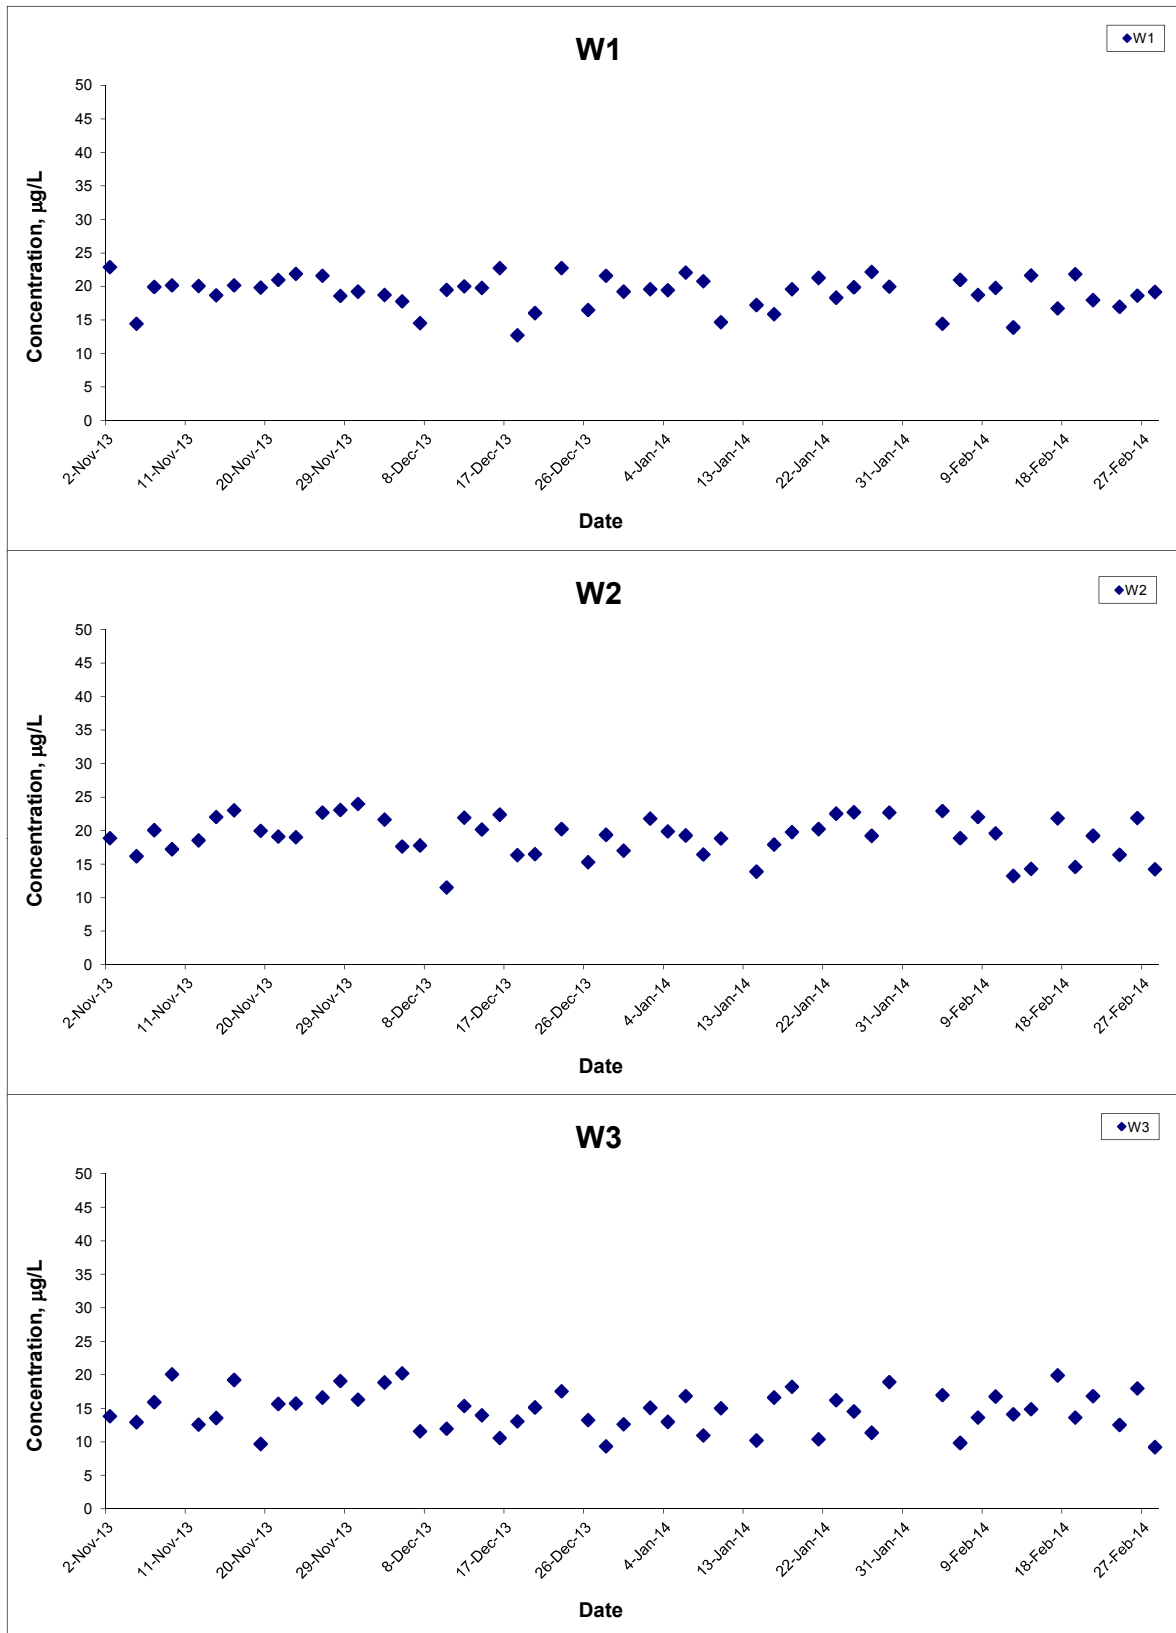 W1
W1
50
45
40
35
30
25
20
15
10
5
0
Concentration, µg/L
2-Nov-13
11-Nov-13
20-Nov-13
29-Nov-13
8-Dec-13
17-Dec-13
26-Dec-13
4-Jan-14
13-Jan-14
22-Jan-14
31-Jan-14
9-Feb-14
18-Feb-14
27-Feb-14
Date
W2
W2
50
45
40
35
30
25
20
15
10
5
0
Concentration, µg/L
2-Nov-13
11-Nov-13
20-Nov-13
29-Nov-13
8-Dec-13
17-Dec-13
26-Dec-13
4-Jan-14
13-Jan-14
22-Jan-14
31-Jan-14
9-Feb-14
18-Feb-14
27-Feb-14
Date
W3
W3
50
45
40
35
30
25
20
15
10
5
0
Concentration, µg/L
2-Nov-13
11-Nov-13
20-Nov-13
29-Nov-13
8-Dec-13
17-Dec-13
26-Dec-13
4-Jan-14
13-Jan-14
22-Jan-14
31-Jan-14
9-Feb-14
18-Feb-14
27-Feb-14
Date